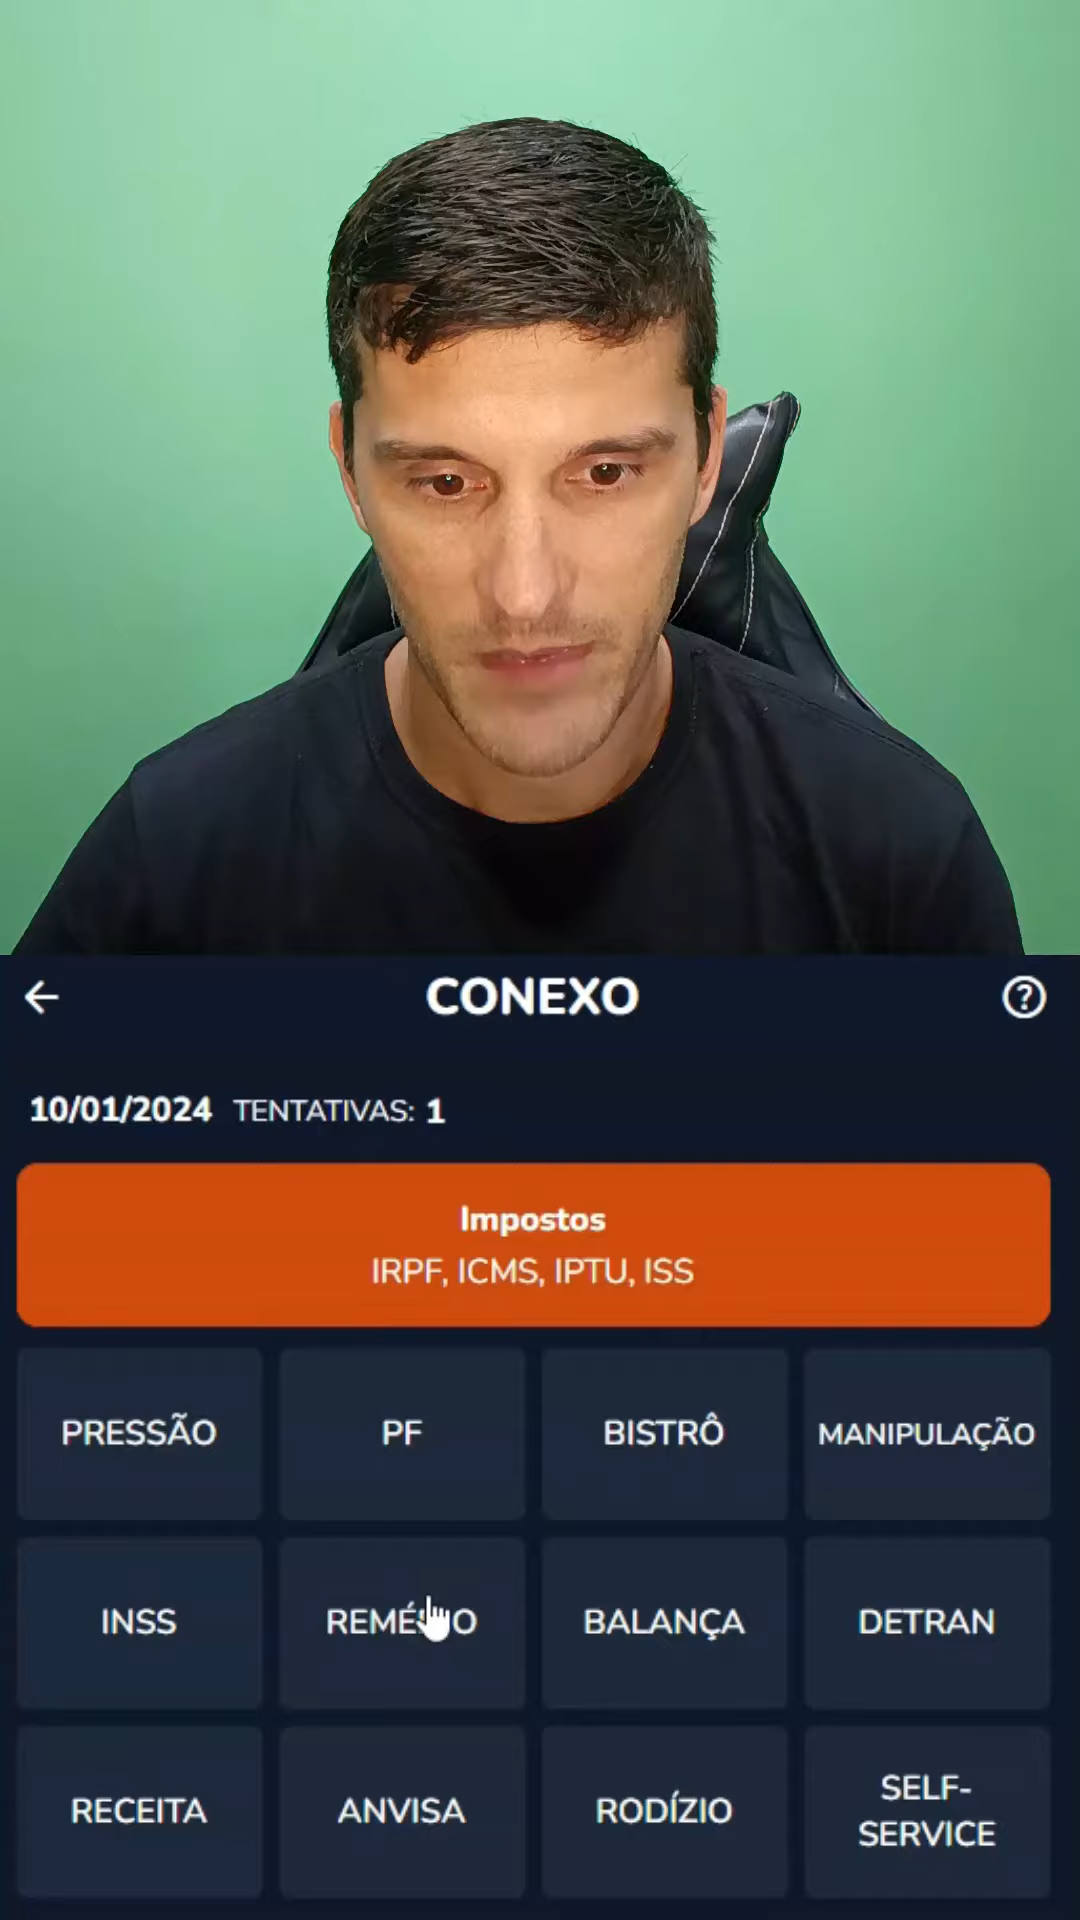 CONEXO
10/01/2024 TENTATIVAS: 1
Impostos
IRPF, ICMS, IPTU, ISS
PRESSÃO PF BISTRÔ MANIPULAÇÃO
INSS BALANÇA DETRAN
RECEITA ANVISA RODÍZIO SELF-
SERVICE